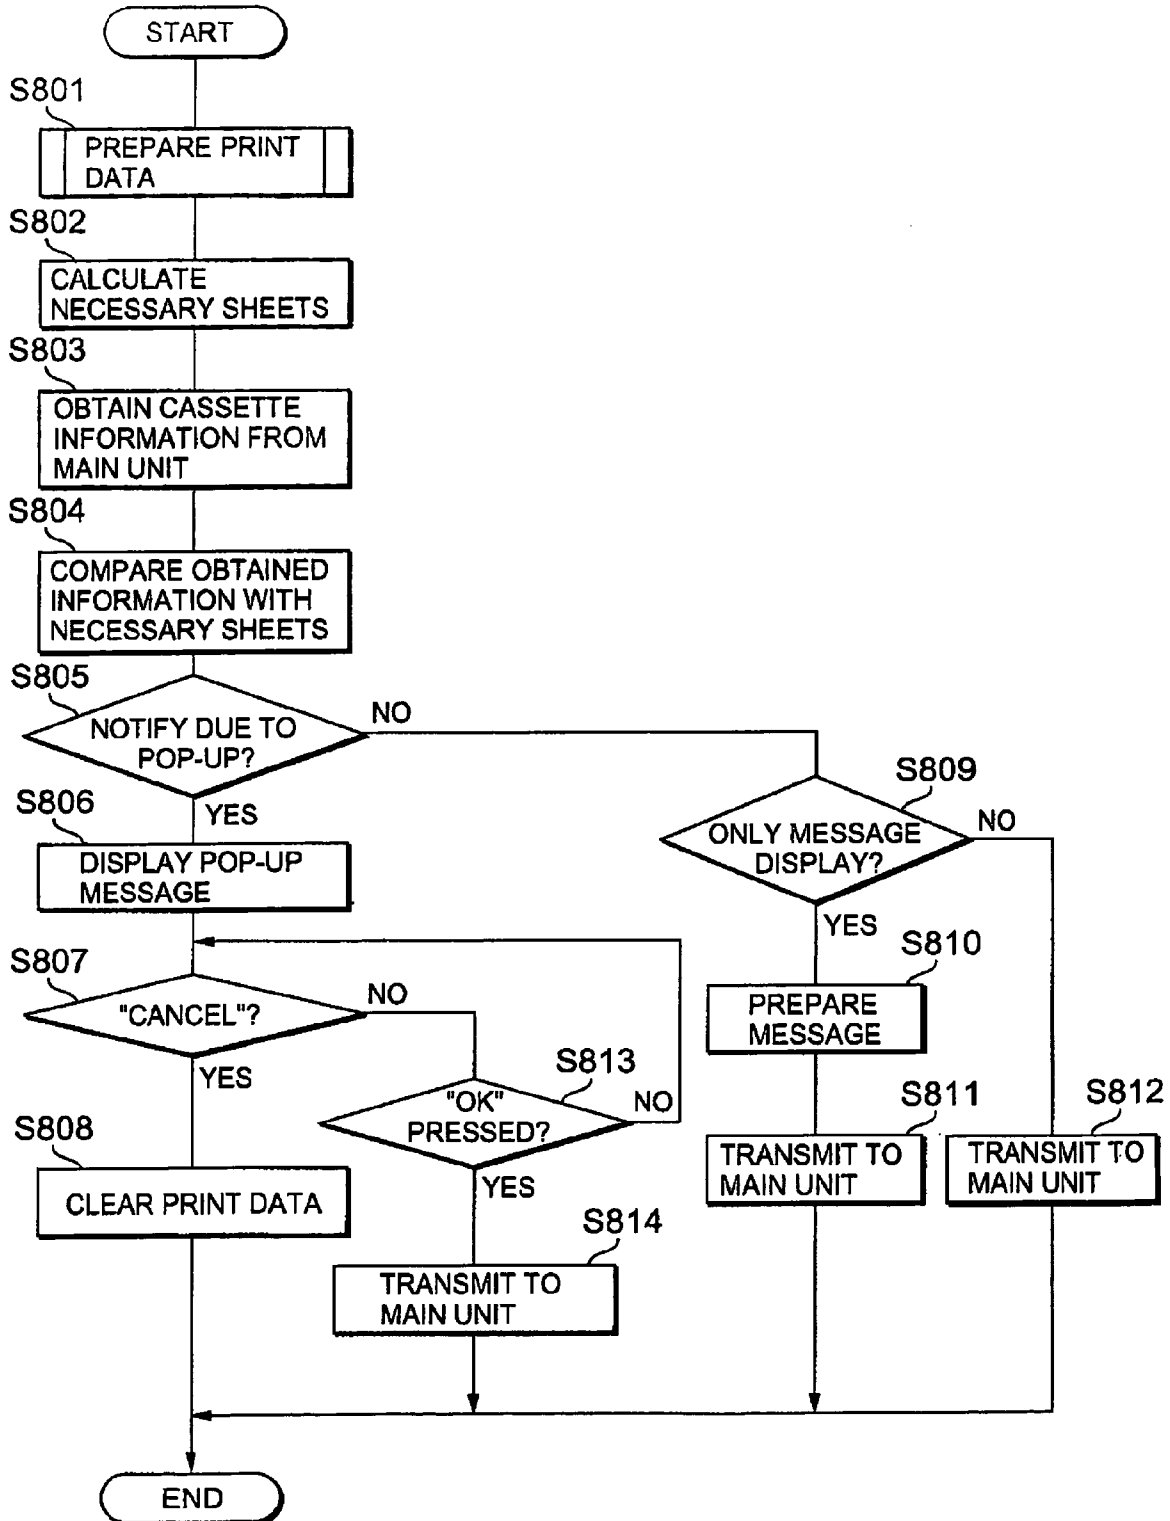 START
S801
PREPARE PRINT
DATA
S802
CALCULATE
NECESSARY SHEETS
S803
OBTAIN CASSETTE
INFORMATION FROM
MAIN UNIT
S804
COMPARE OBTAINED
INFORMATION WITH
NECESSARY SHEETS
S805
NOTIFY DUE TO
POP-UP?
NO
YES
S806
DISPLAY POP-UP
MESSAGE
S807
"CANCEL"?
NO
YES
S808
CLEAR PRINT DATA
S813
"OK"
PRESSED?
NO
YES
S814
TRANSMIT TO
MAIN UNIT
S809
ONLY MESSAGE
DISPLAY?
NO
YES
S810
PREPARE
MESSAGE
S811
TRANSMIT TO
MAIN UNIT
S812
TRANSMIT TO
MAIN UNIT
END